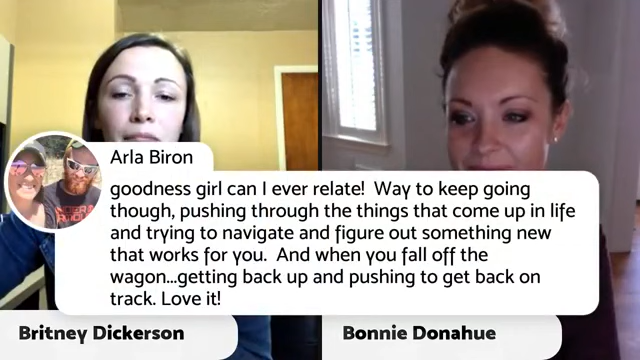 Arla Biron
goodness girl can I ever relate! Way to keep going
though, pushing through the things that come up in life
and trying to navigate and figure out something new
that works for you. And when you fall off the
wagon...getting back up and pushing to get back on
track. Love it!
Britney Dickerson
Bonnie Donahue